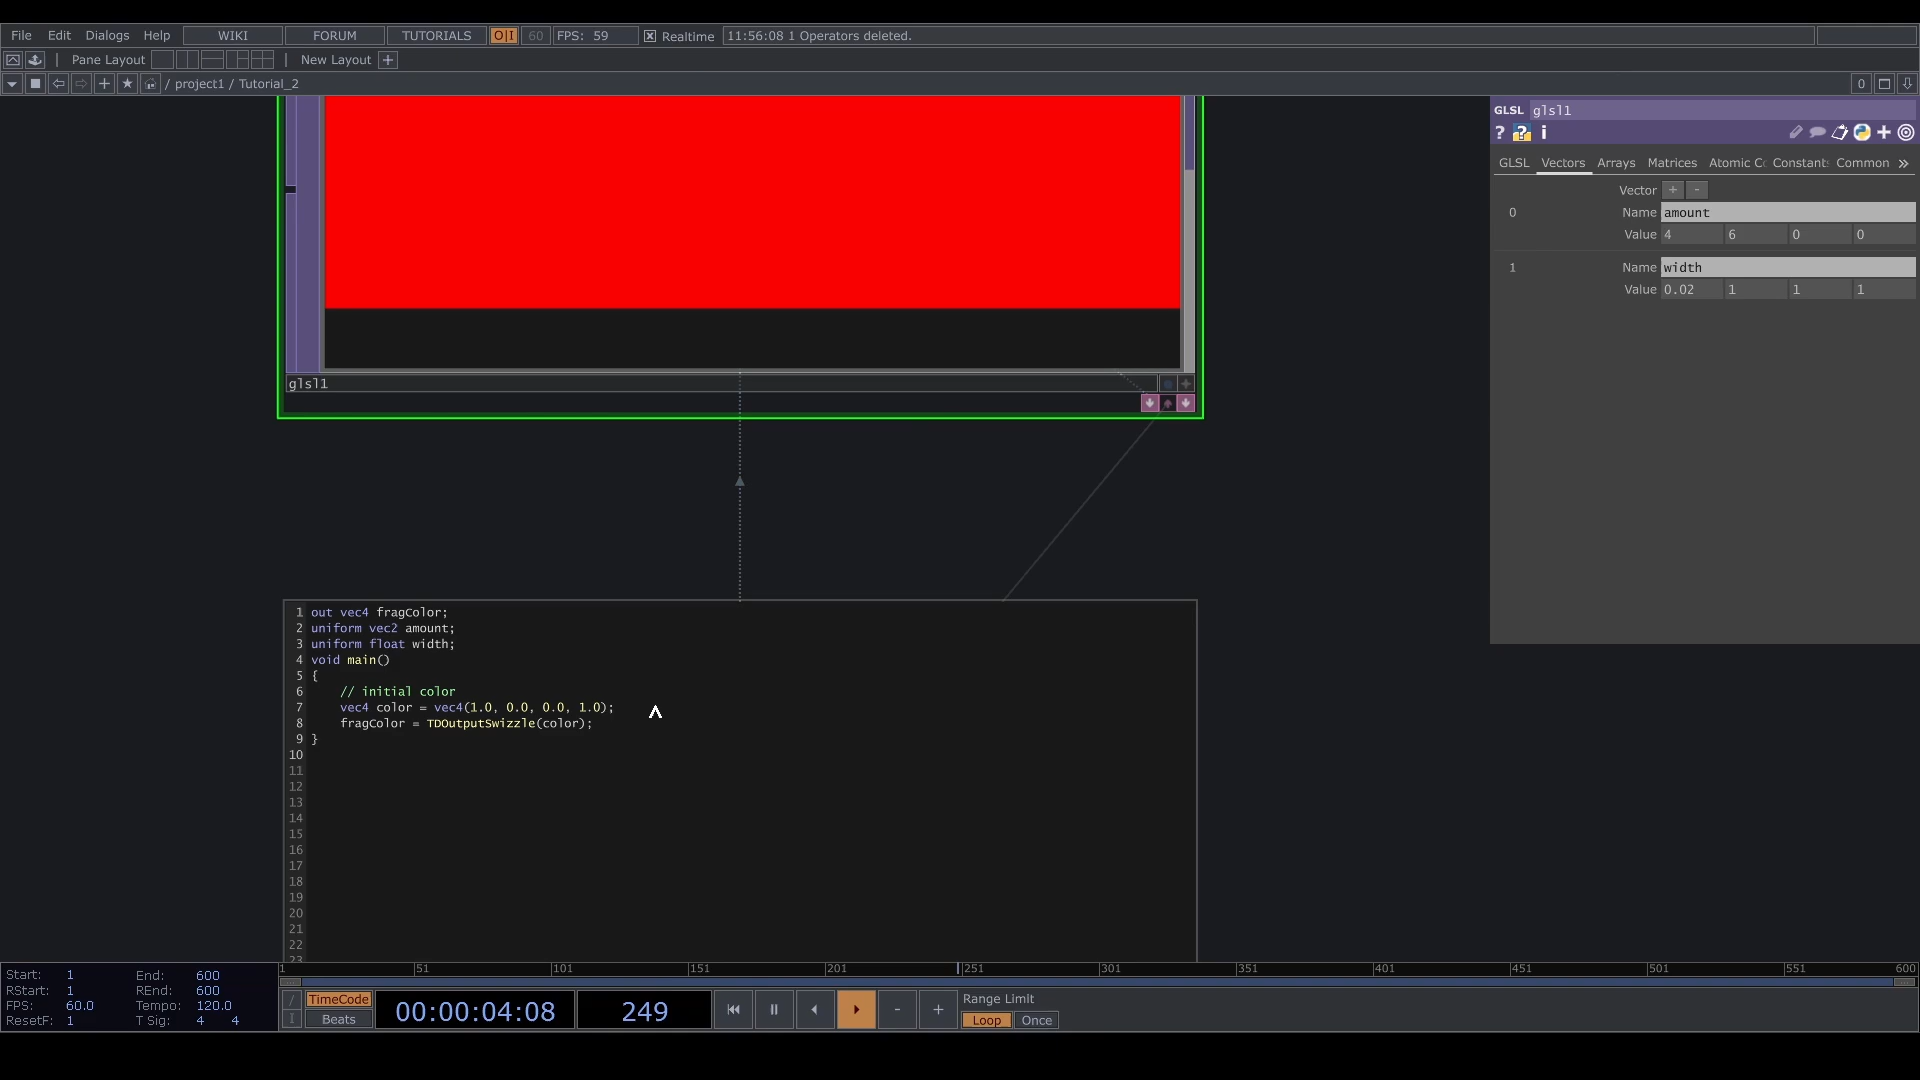 File Edit Dialogs Help WIKI FORUM TUTORIALS O|I 60 FPS: 59 Realtime 11:56:08 1 Operators deleted.
Pane Layout New Layout +
/ project1 / Tutorial_2 0
GLSL glsl1
? ? i
GLSL Vectors Arrays Matrices Atomic Co Constants Common
Vector + -
0 Name amount
Value 4 6 0 0
1 Name width
Value 0.02 1 1 1
glsl1
1 out vec4 fragColor;
2 uniform vec2 amount;
3 uniform float width;
4 void main()
5 {
6 // initial color
7 vec4 color = vec4(1.0, 0.0, 0.0, 1.0);
8 fragColor = TDOutputSwizzle(color);
9 }
10
11
12
13
14
15
16
17
18
19
20
21
22
23
1 51 101 151 201 251 301 351 401 451 501 551 600
Start: 1 End: 600
RStart: 1 REnd: 600
FPS: 60.0 Tempo: 120.0
ResetF: 1 T Sig: 4 4
/ TimeCode
I Beats
00:00:04:08 249
- +
Range Limit
Loop Once